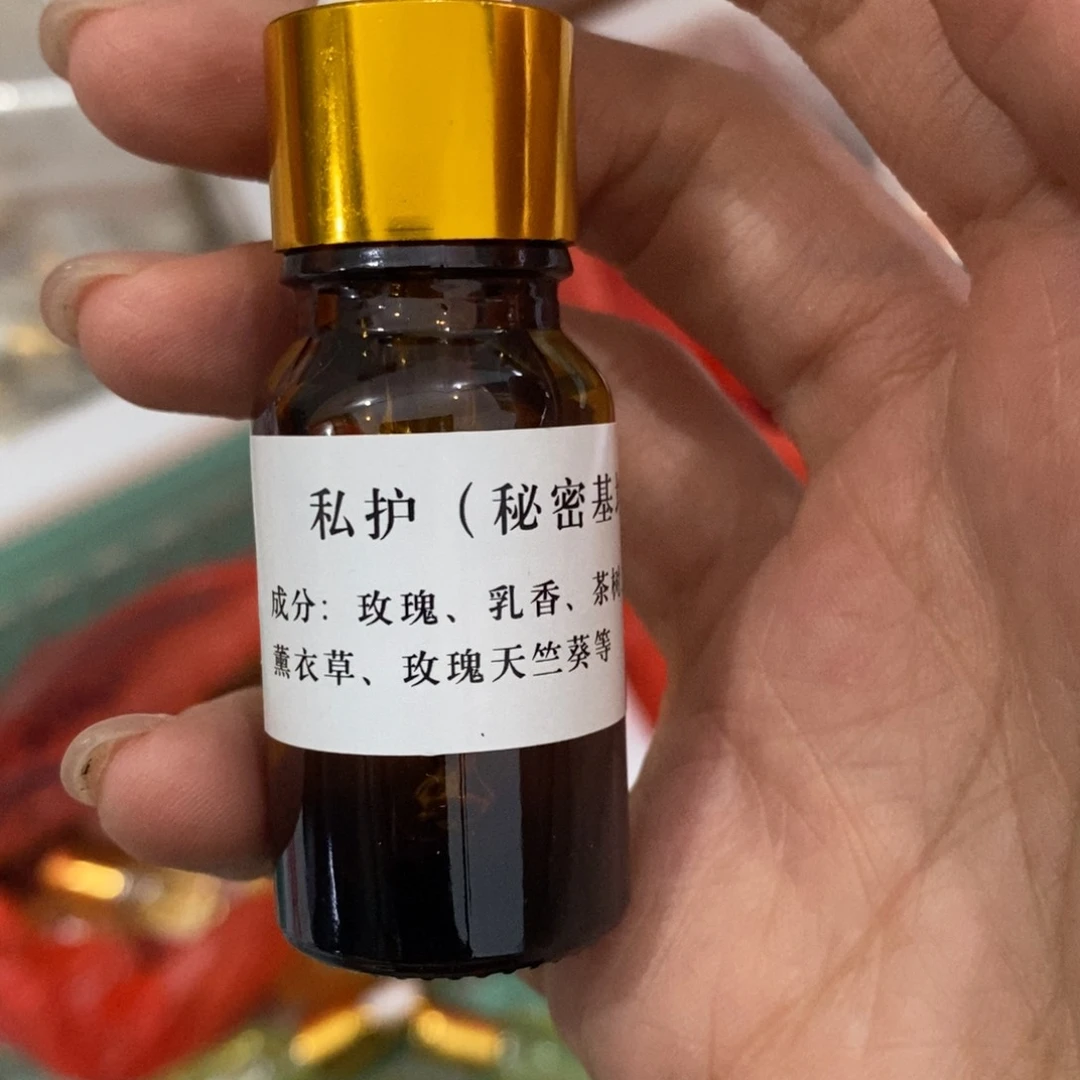 私护（秘密基
成分：玫瑰、乳香、茶树
薰衣草、玫瑰天竺葵等